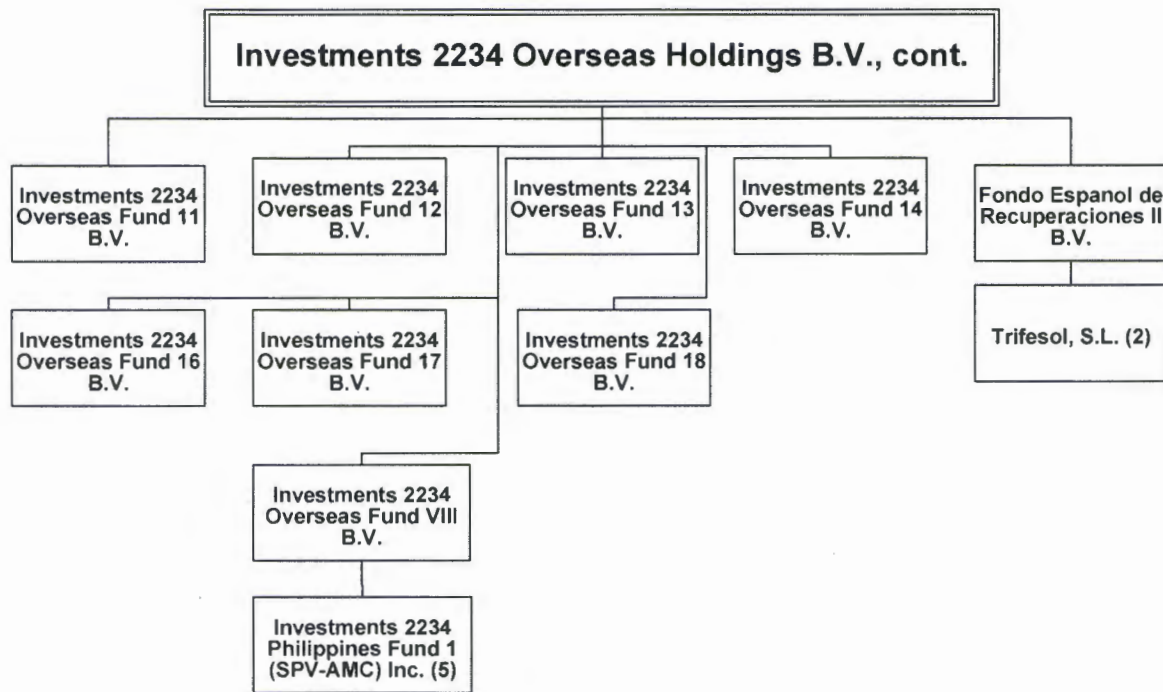 Investments 2234 Overseas Holdings B.V., cont.
Investments 2234
Overseas Fund 11
B.V.
Investments 2234
Overseas Fund 12
B.V.
Investments 2234
Overseas Fund 13
B.V.
Investments 2234
Overseas Fund 14
B.V.
Fondo Espanol de
Recuperaciones II
B.V.
Investments 2234
Overseas Fund 16
B.V.
Investments 2234
Overseas Fund 17
B.V.
Investments 2234
Overseas Fund 18
B.V.
Trifesol, S.L. (2)
Investments 2234
Overseas Fund VIII
B.V.
Investments 2234
Philippines Fund 1
(SPV-AMC) Inc. (5)